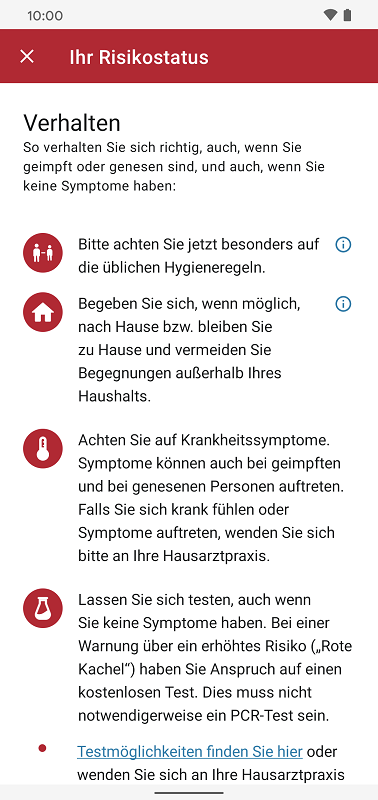 10:00
Ihr Risikostatus
Verhalten
So verhalten Sie sich richtig, auch, wenn Sie
geimpft oder genesen sind, und auch, wenn Sie
keine Symptome haben:
Bitte achten Sie jetzt besonders auf
die üblichen Hygieneregeln.
Begeben Sie sich, wenn möglich,
nach Hause bzw. bleiben Sie
zu Hause und vermeiden Sie
Begegnungen außerhalb Ihres
Haushalts.
Achten Sie auf Krankheitssymptome.
Symptome können auch bei geimpften
und bei genesenen Personen auftreten.
Falls Sie sich krank fühlen oder
Symptome auftreten, wenden Sie sich
bitte an Ihre Hausarztpraxis.
Lassen Sie sich testen, auch wenn
Sie keine Symptome haben. Bei einer
Warnung über ein erhöhtes Risiko („Rote
Kachel“) haben Sie Anspruch auf einen
kostenlosen Test. Dies muss nicht
notwendigerweise ein PCR-Test sein.
Testmöglichkeiten finden Sie hier oder
wenden Sie sich an Ihre Hausarztpraxis